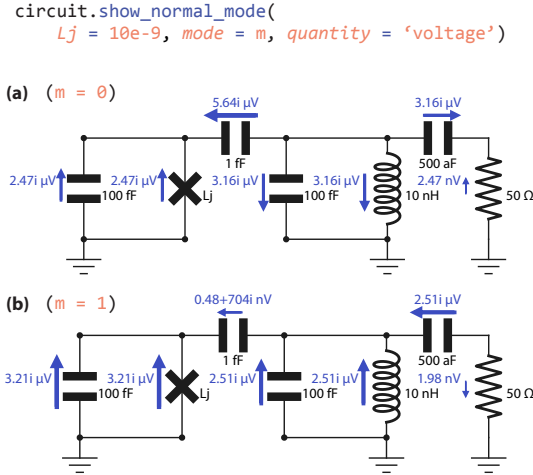 circuit.show_normal_mode(
Lj = 10e-9, mode = m, quantity = ‘voltage’)
(a) (m = 0)
5.64i μV
3.16i μV
1 fF
500 aF
2.47i μV
2.47i μV
3.16i μV
3.16i μV
2.47 nV
100 fF
Lj
100 fF
10 nH
50 Ω
(b) (m = 1)
0.48+704i nV
2.51i μV
1 fF
500 aF
3.21i μV
3.21i μV
2.51i μV
2.51i μV
1.98 nV
100 fF
Lj
100 fF
10 nH
50 Ω